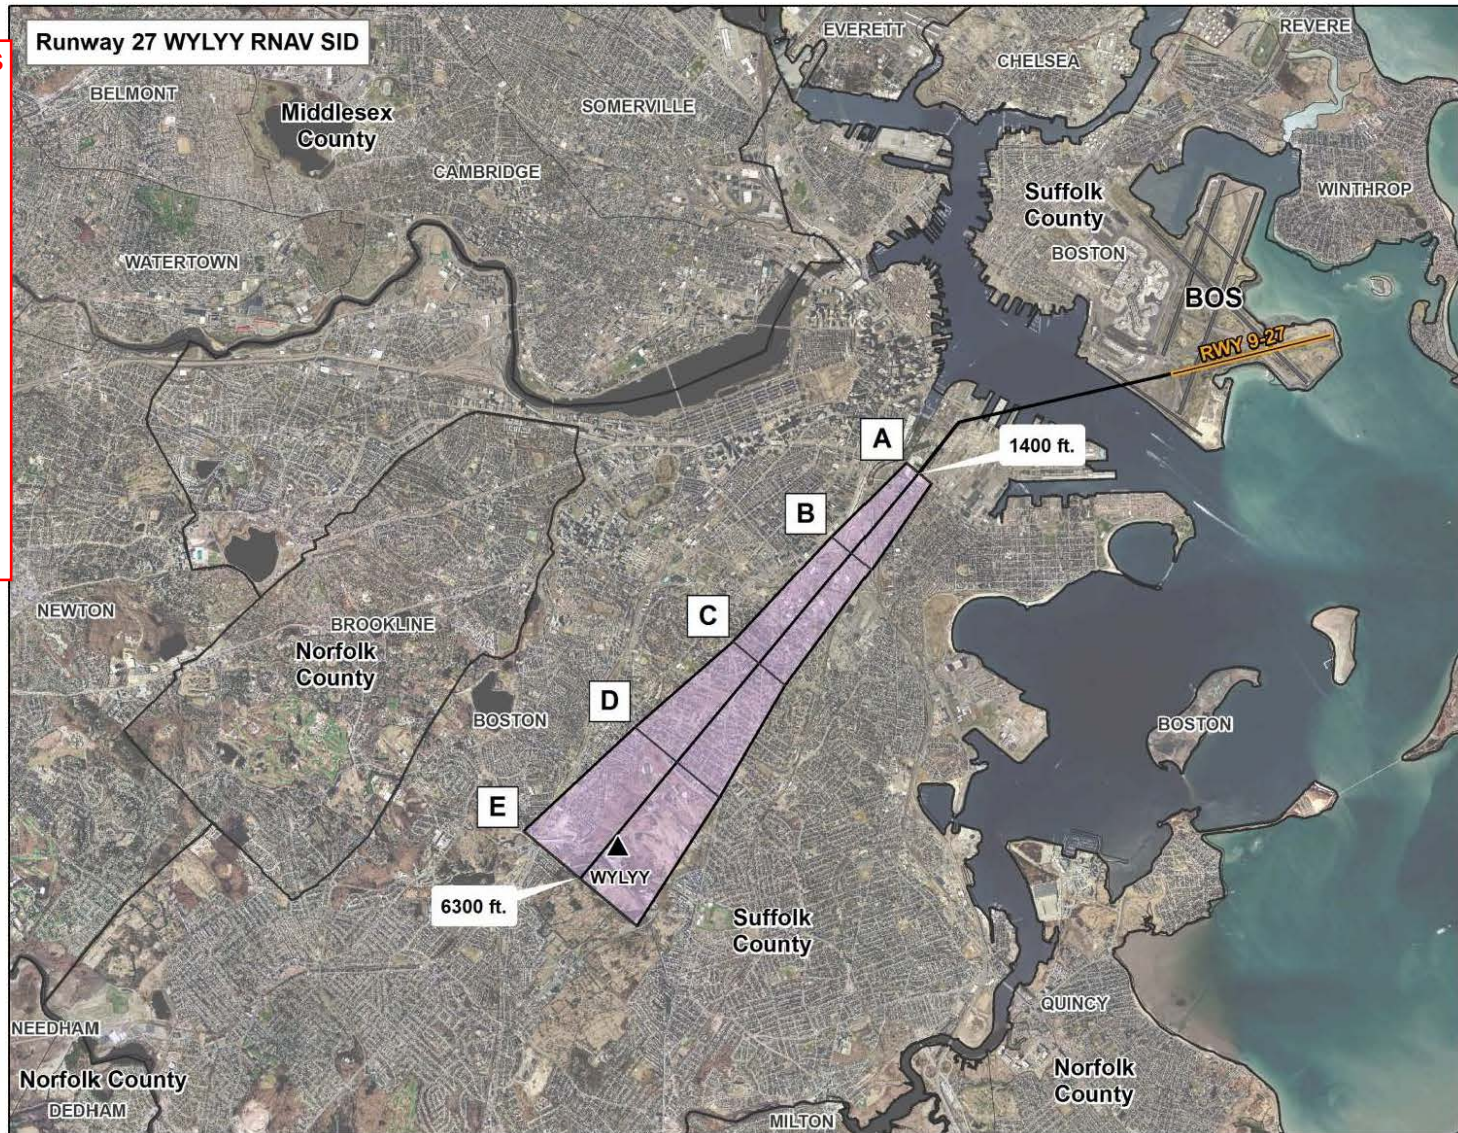 S
Runway 27 WYLYY RNAV SID
EVERETT
REVERE
CHELSEA
BELMONT
Middlesex
County
SOMERVILLE
CAMBRIDGE
Suffolk
County
WINTHROP
BOSTON
WATERTOWN
BOS
RWY 9-27
A
1400 ft.
B
C
NEWTON
BROOKLINE
Norfolk
County
D
BOSTON
BOSTON
E
WYLYY
6300 ft.
Suffolk
County
QUINCY
NEEDHAM
Norfolk County
DEDHAM
Norfolk
County
MILTON